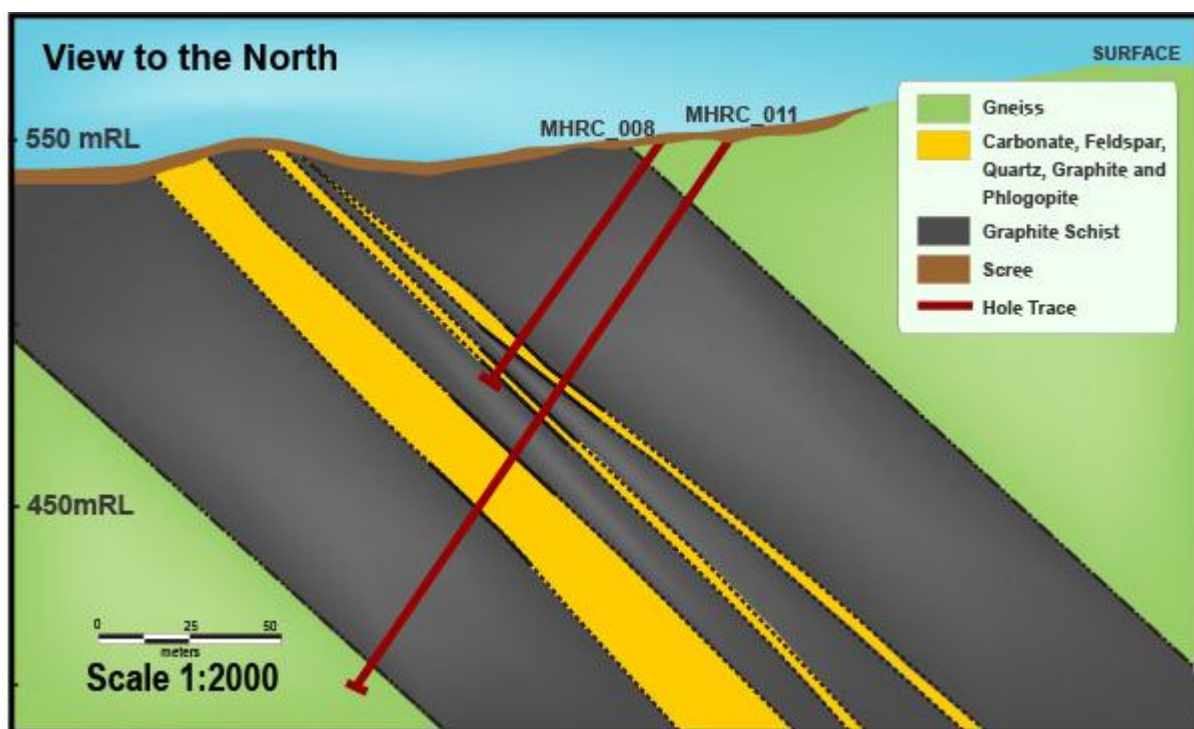 View to the North
SURFACE
MHRC_008
MHRC_011
550 mRL
Gneiss
Carbonate, Feldspar,
Quartz, Graphite and
Phlogopite
Graphite Schist
Scree
Hole Trace
450mRL
0 25 50
meters
Scale 1:2000